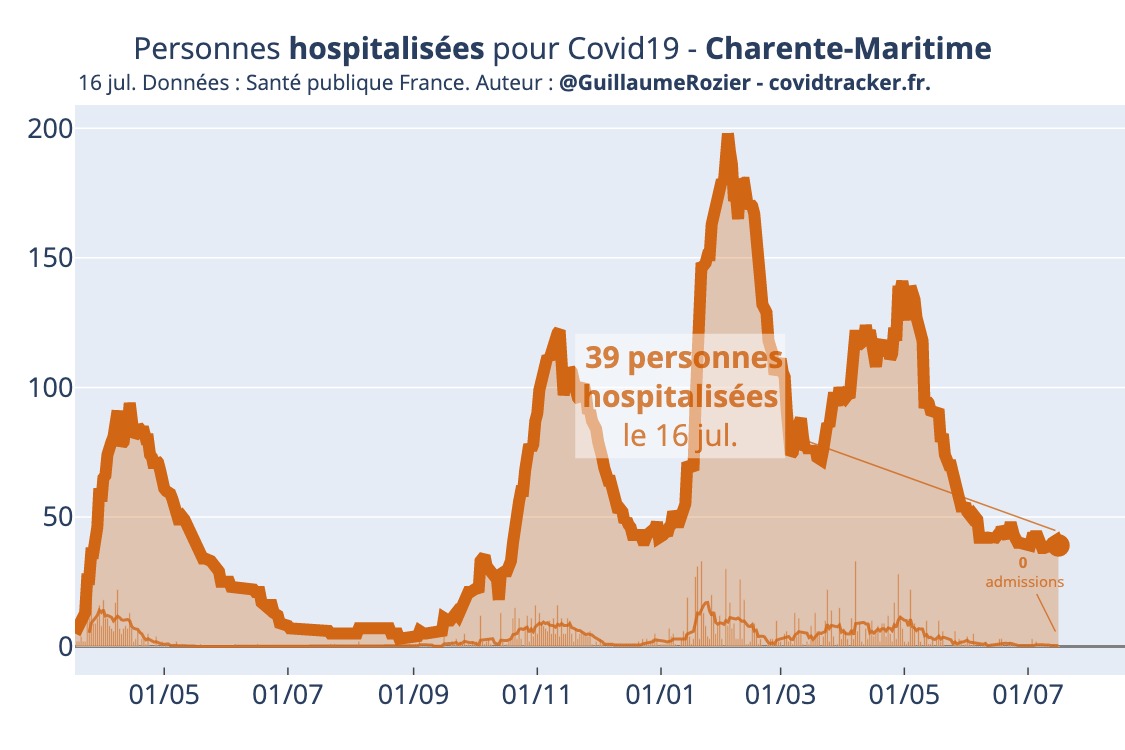 Personnes hospitalisées pour Covid19 - Charente-Maritime
16 jul. Données : Santé publique France. Auteur : @GuillaumeRozier - covidtracker.fr.
200
150
100
50
0
39 personnes
hospitalisées
le 16 jul.
0
admissions
01/05 01/07 01/09 01/11 01/01 01/03 01/05 01/07